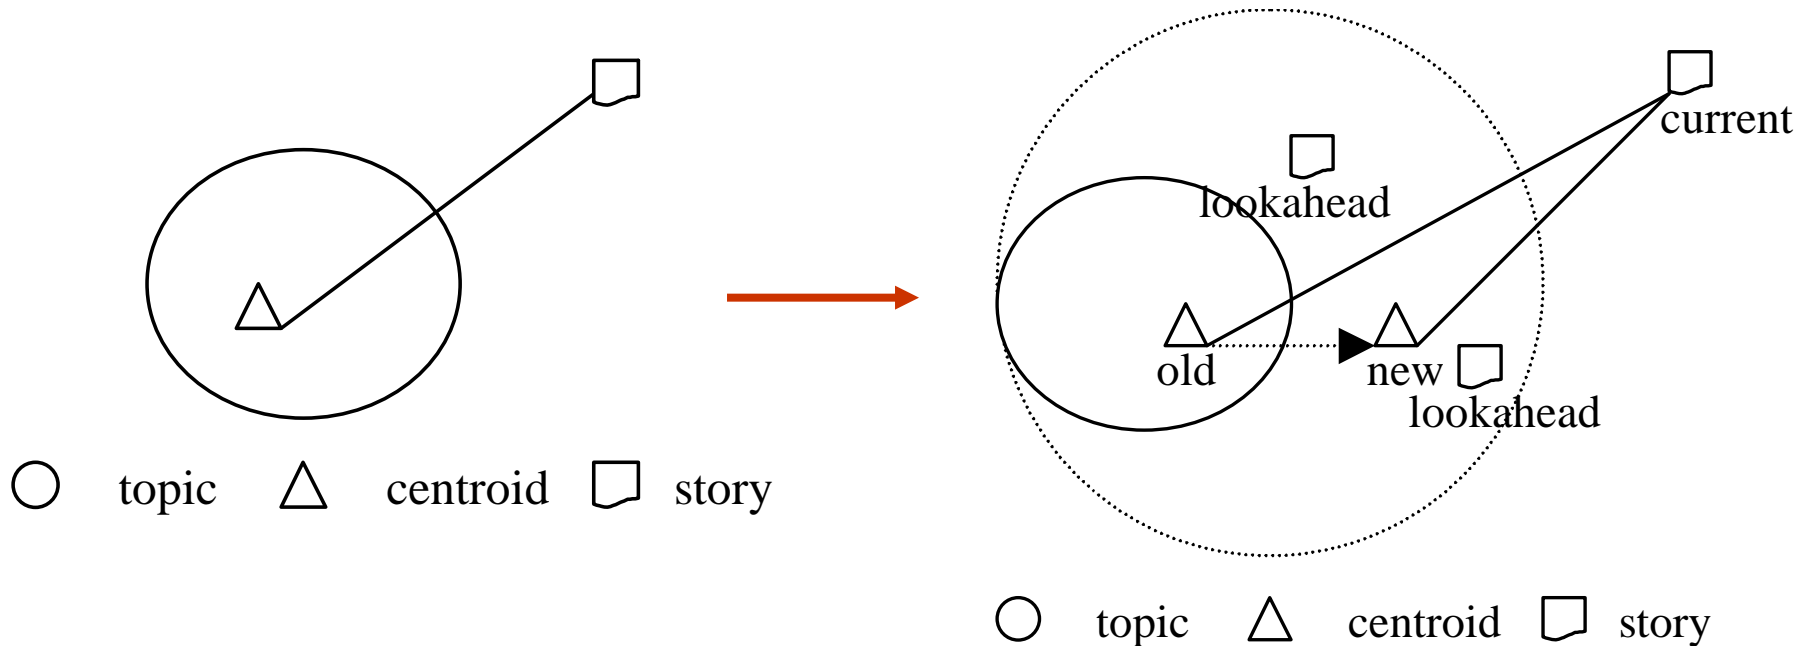 topic centroid story
current
lookahead
old new
lookahead
topic centroid story